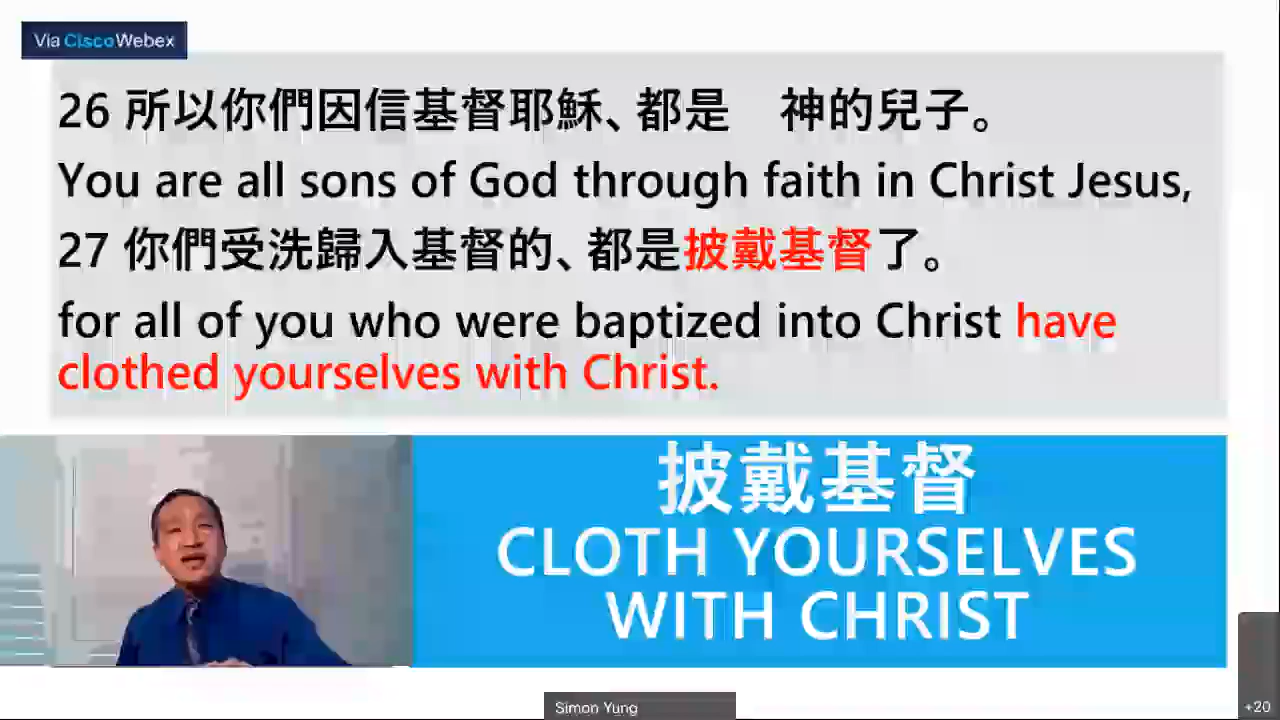 Via CiscoWebex
26 所以你們因信基督耶穌、都是　神的兒子。
You are all sons of God through faith in Christ Jesus,
27 你們受洗歸入基督的、都是披戴基督了。
for all of you who were baptized into Christ have
clothed yourselves with Christ.
披戴基督
CLOTH YOURSELVES
WITH CHRIST
Simon Yung
+20